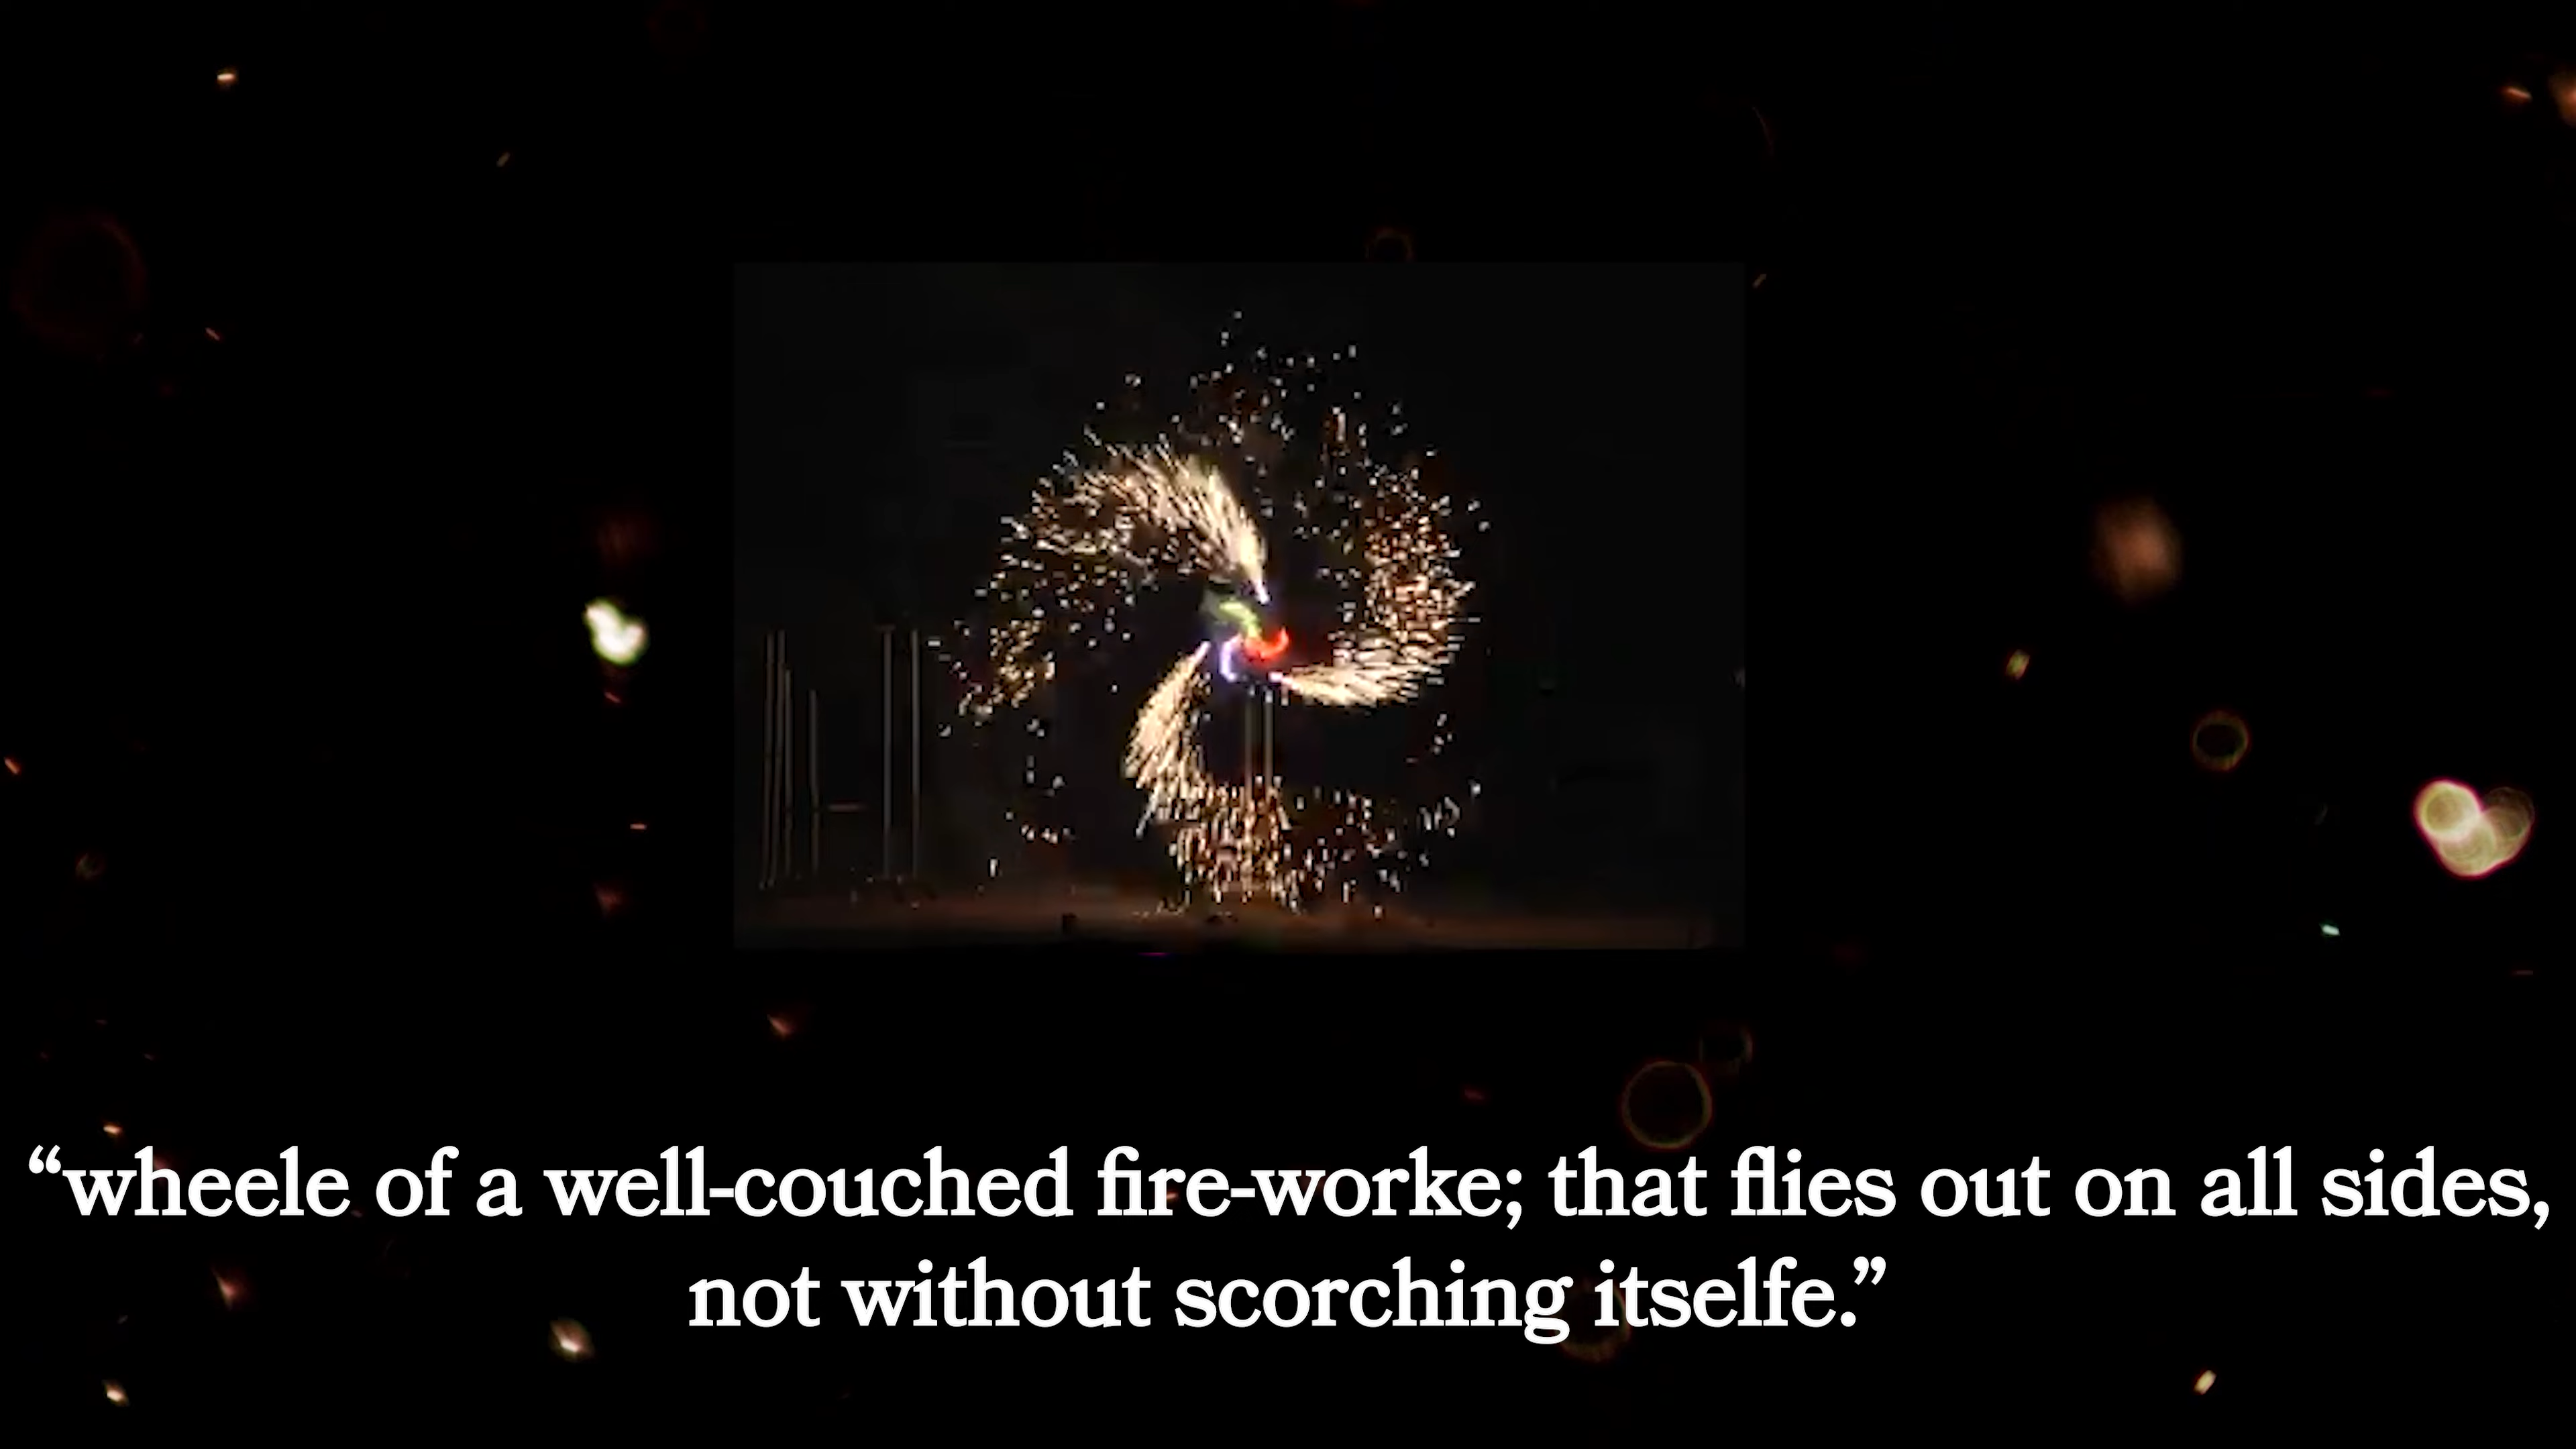 “wheele of a well-couched fire-worke; that flies out on all sides,
not without scorching itselfe.”